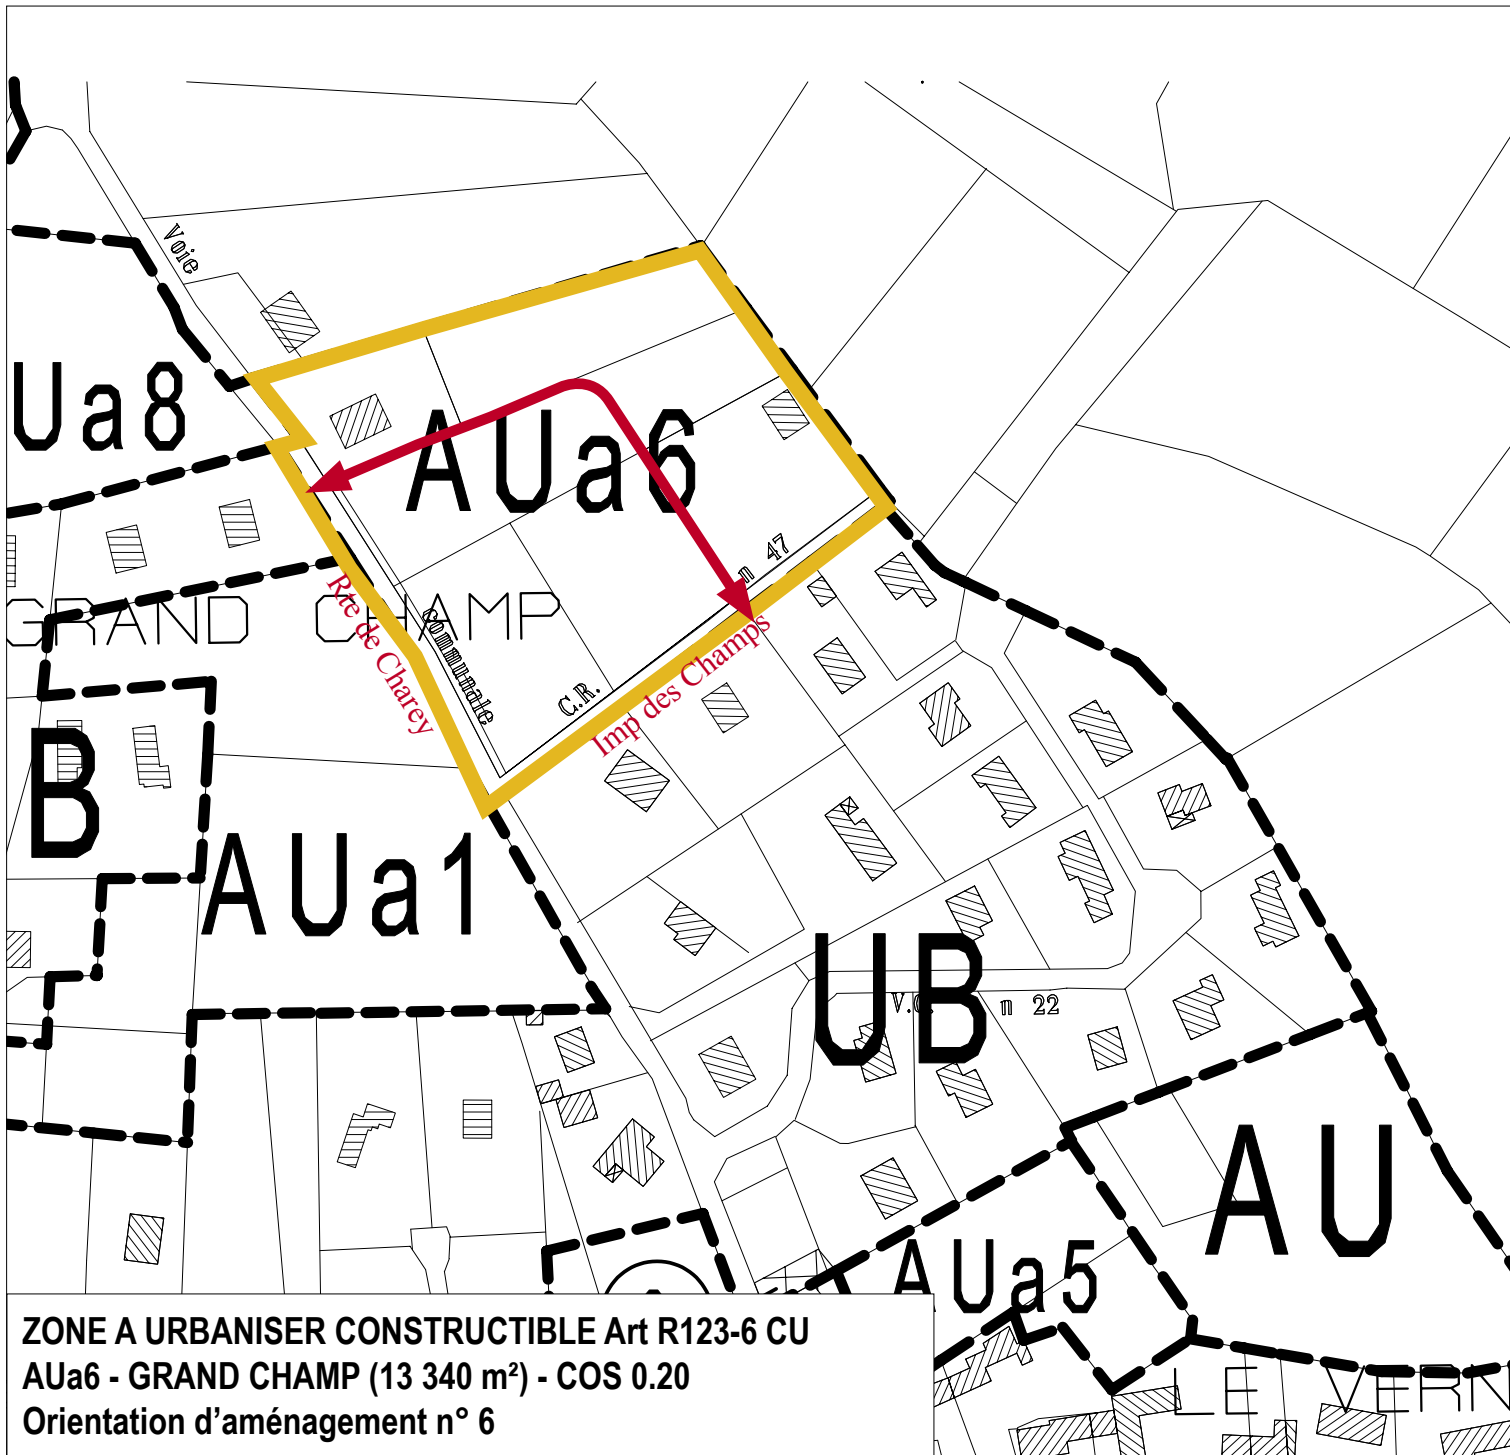 Voie
Ua8
AUa6
n 47
GRAND CHAMP
Rte de Charey
communale
C.R.
Imp des Champs
B
AUa1
UB
n 22
AU
AUa5
ZONE A URBANISER CONSTRUCTIBLE Art R123-6 CU
AUa6 - GRAND CHAMP (13 340 m²) - COS 0.20
Orientation d'aménagement n° 6
LE VERN